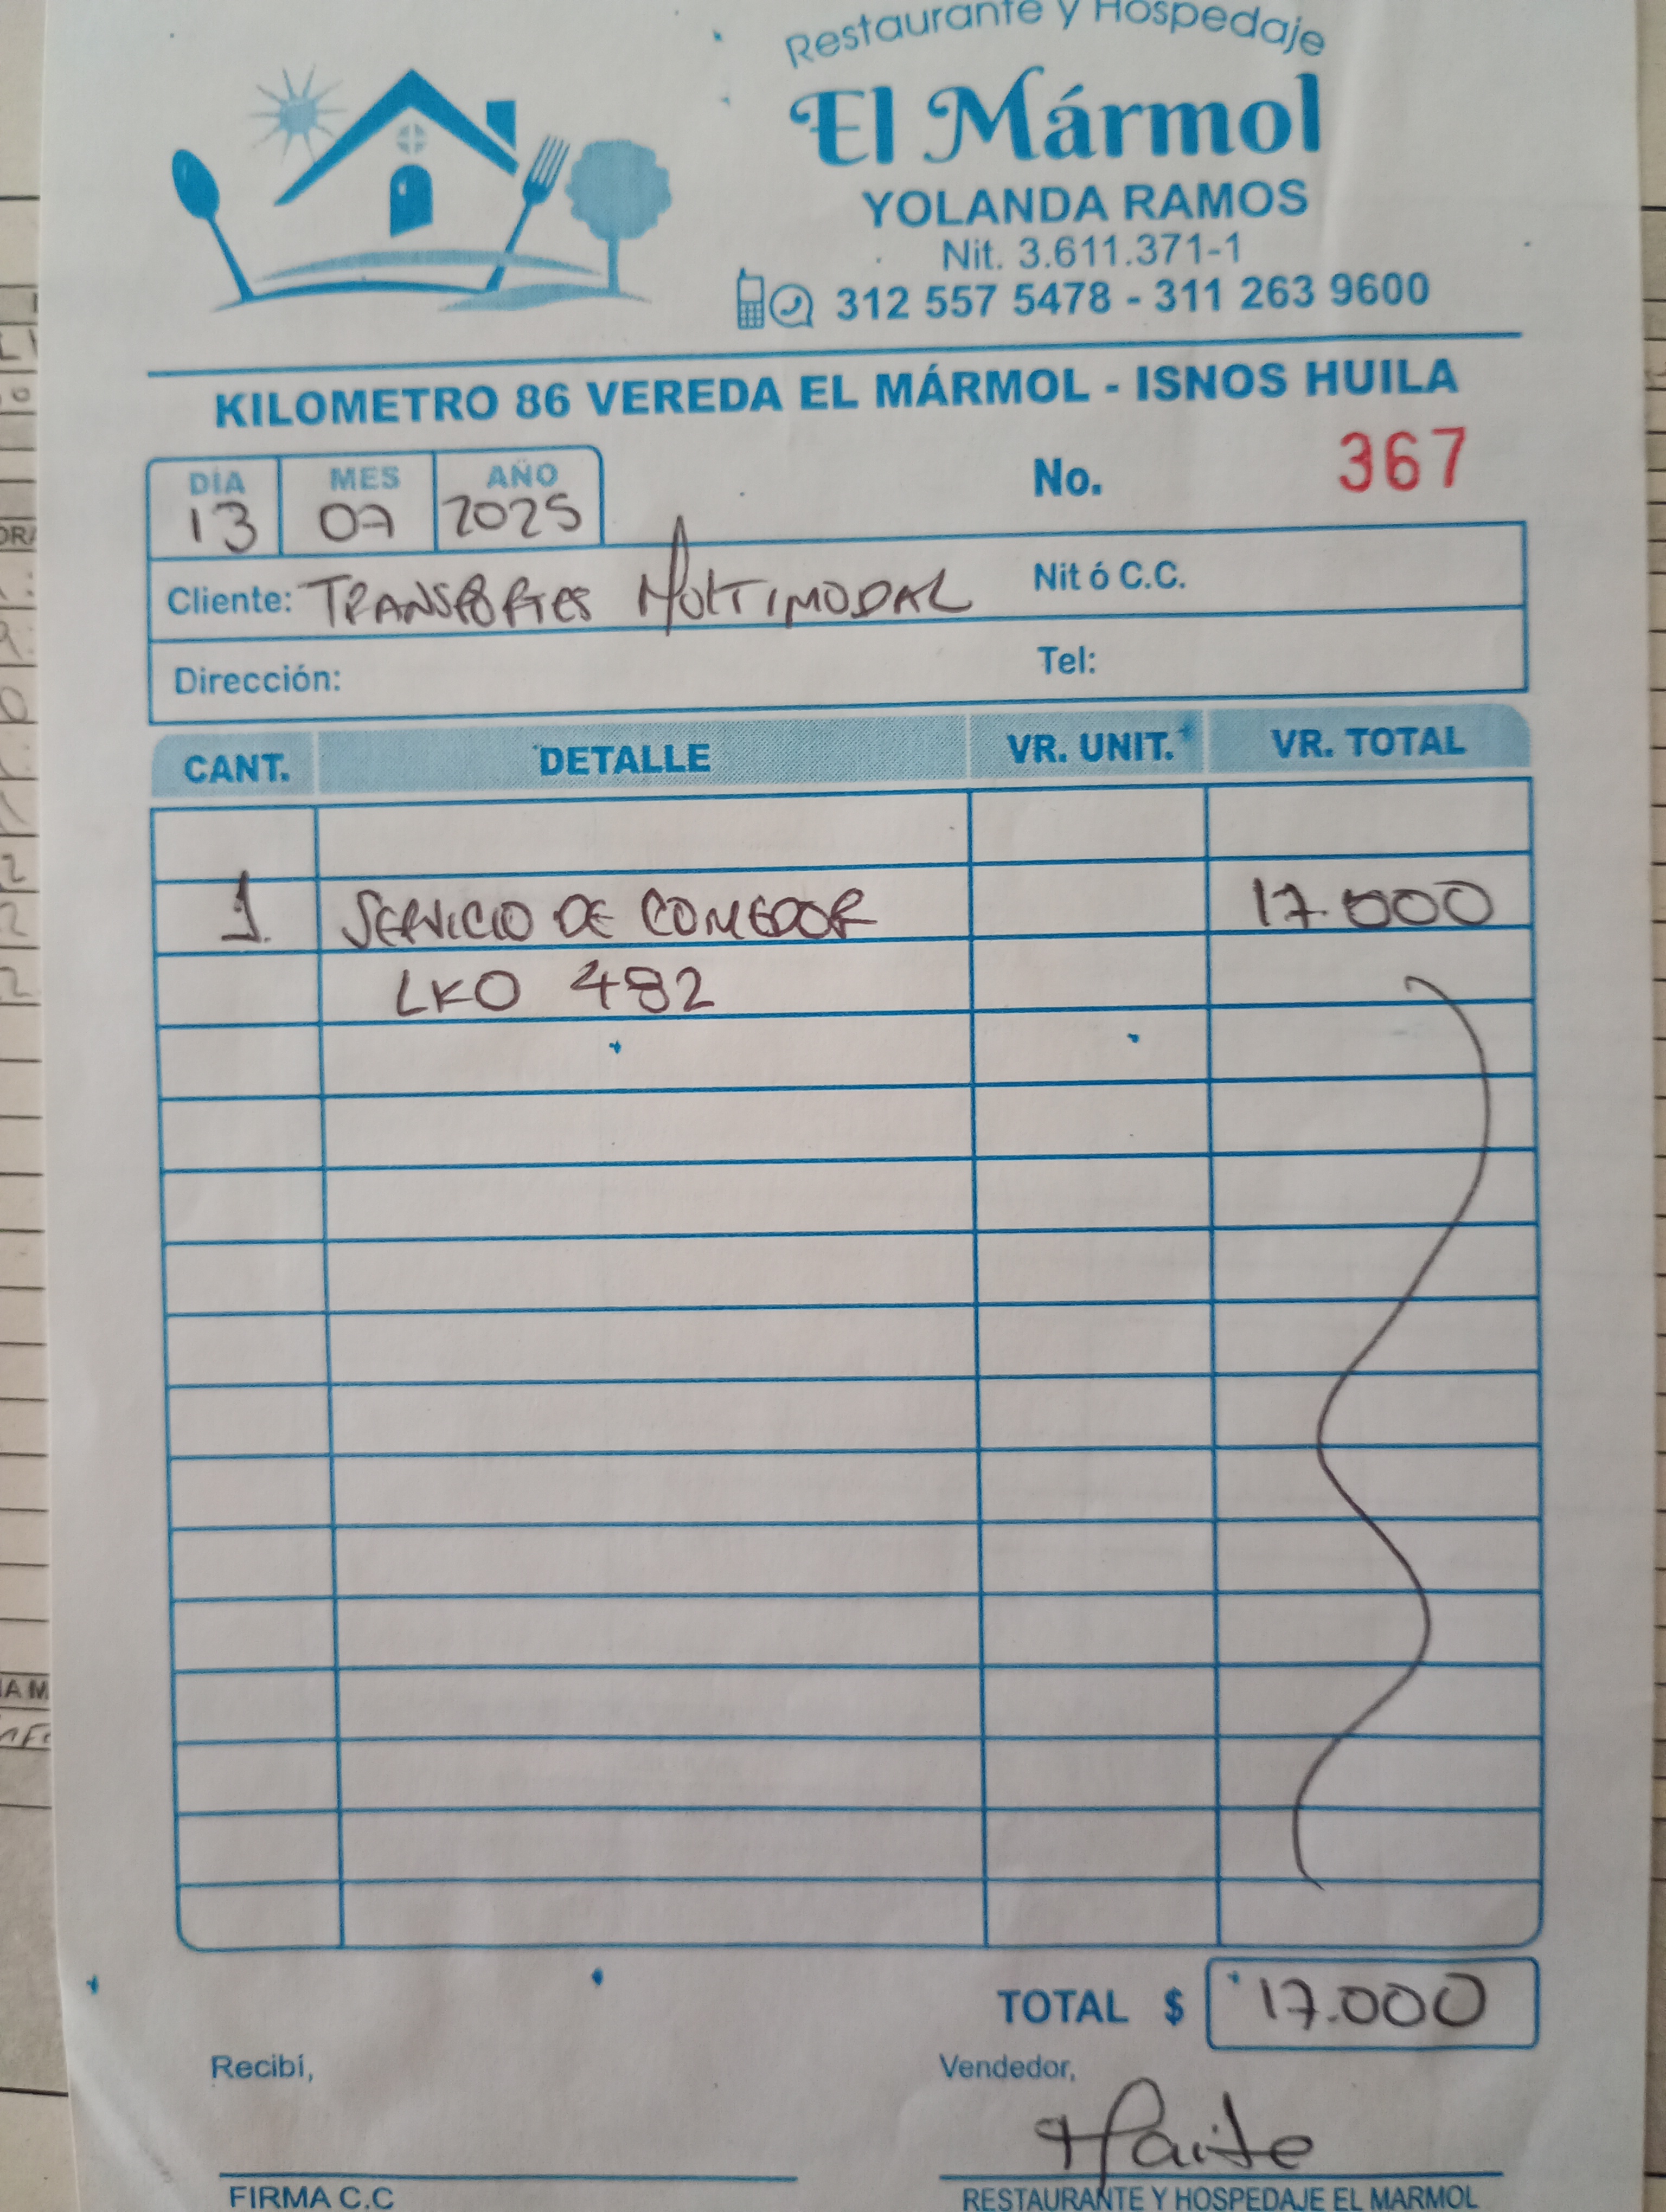 Restaurante y Hospedaje
El Mármol
YOLANDA RAMOS
Nit. 3.611.371-1
312 557 5478 - 311 263 9600
KILOMETRO 86 VEREDA EL MÁRMOL - ISNOS HUILA
DÍA MES AÑO
13 07 2025
No. 367
Cliente: TRANSPORTES MULTIMODAL Nit ó C.C.
Dirección: Tel:
CANT. DETALLE VR. UNIT. VR. TOTAL
1 SERVICIO DE COMEDOR 17.000
LKO 482
TOTAL $ 17.000
Recibí, Vendedor,
FIRMA C.C RESTAURANTE Y HOSPEDAJE EL MARMOL